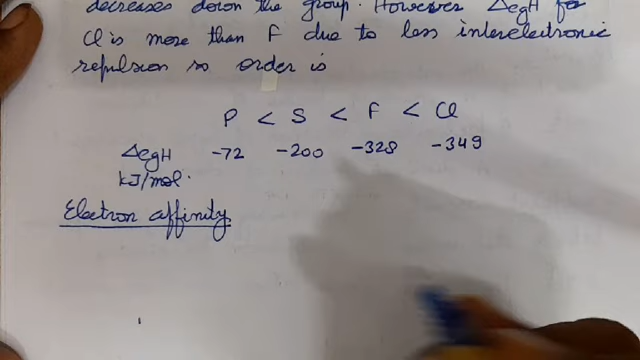 decreases down the group. However ΔegH for
Cl is more than F due to less interelectronic
repulsion so order is
P < S < F < Cl
ΔegH -72 -200 -328 -349
kJ/mol.
Electron affinity